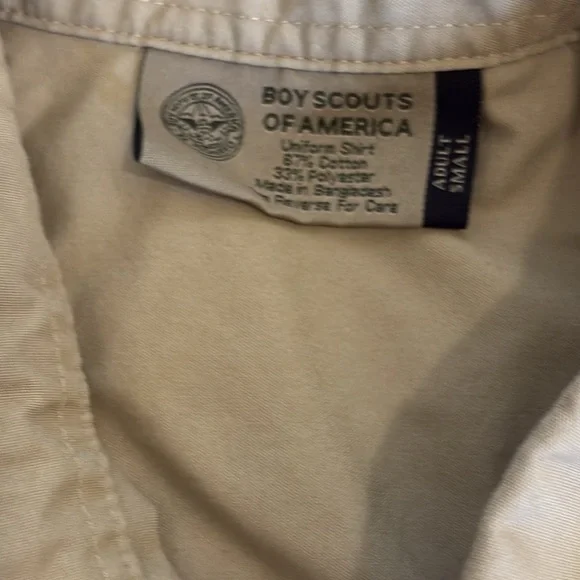 BOY SCOUTS
OF AMERICA
Uniform Shirt
67% Cotton
33% Polyester
Made in Bangladesh
Reverse For Care
ADULT
SMALL